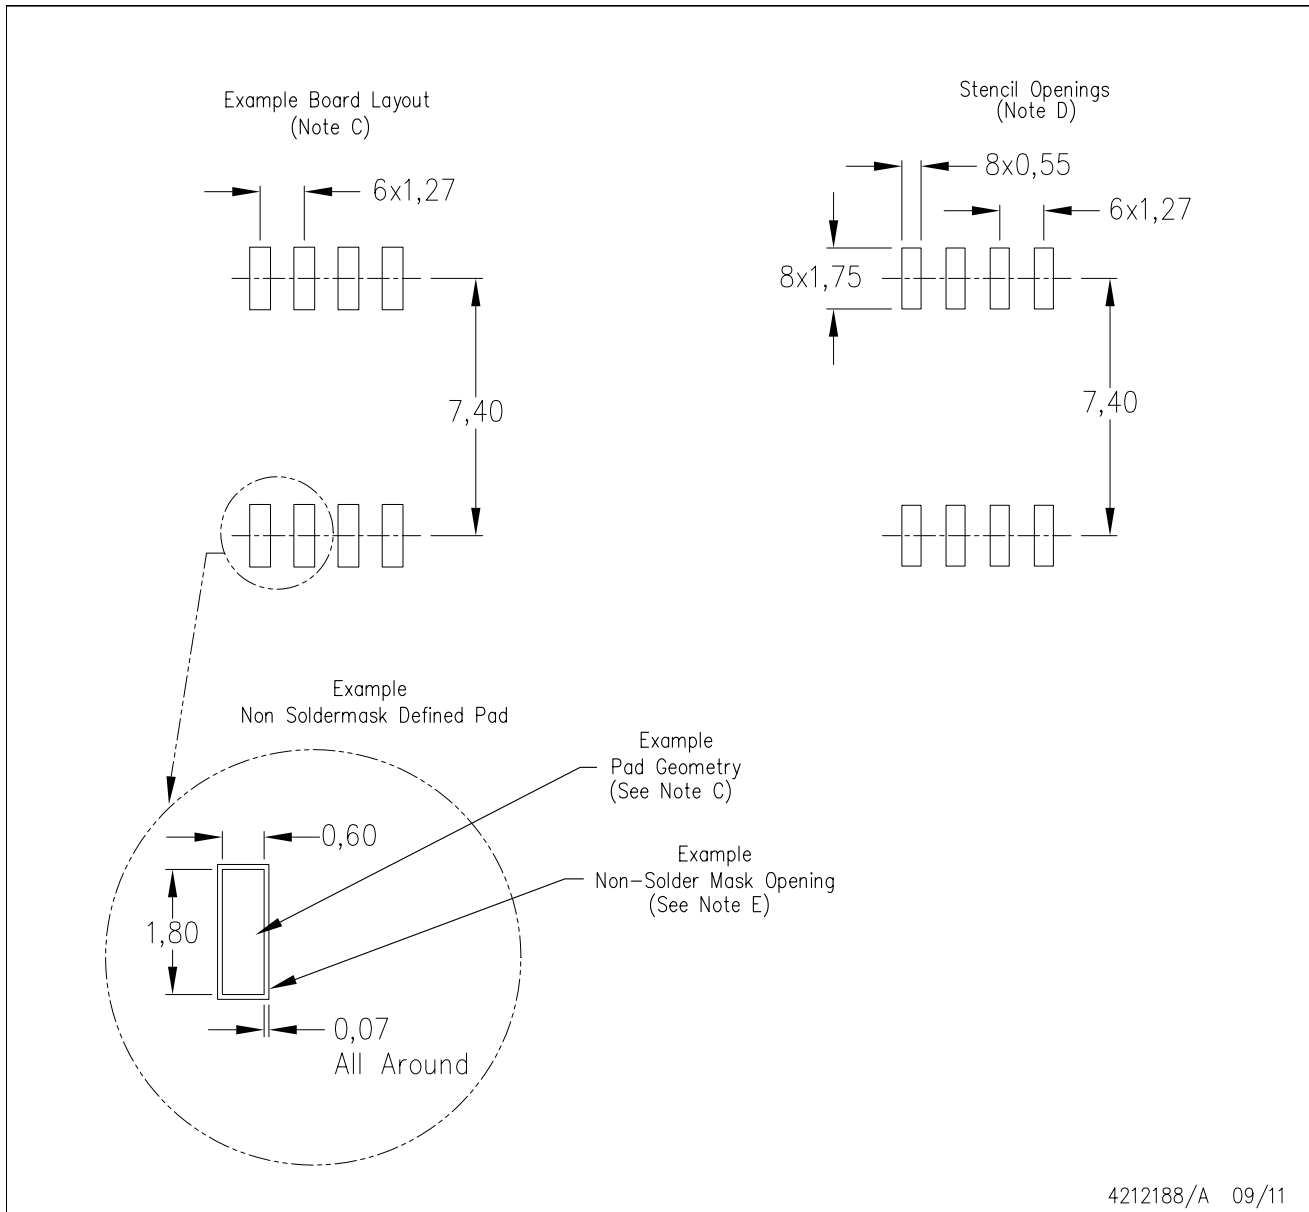 Example Board Layout
(Note C)
6x1,27
7,40
Stencil Openings
(Note D)
8x0,55
6x1,27
8x1,75
7,40
Example
Non Soldermask Defined Pad
Example
Pad Geometry
(See Note C)
0,60
Example
Non-Solder Mask Opening
(See Note E)
1,80
0,07
All Around
4212188/A 09/11